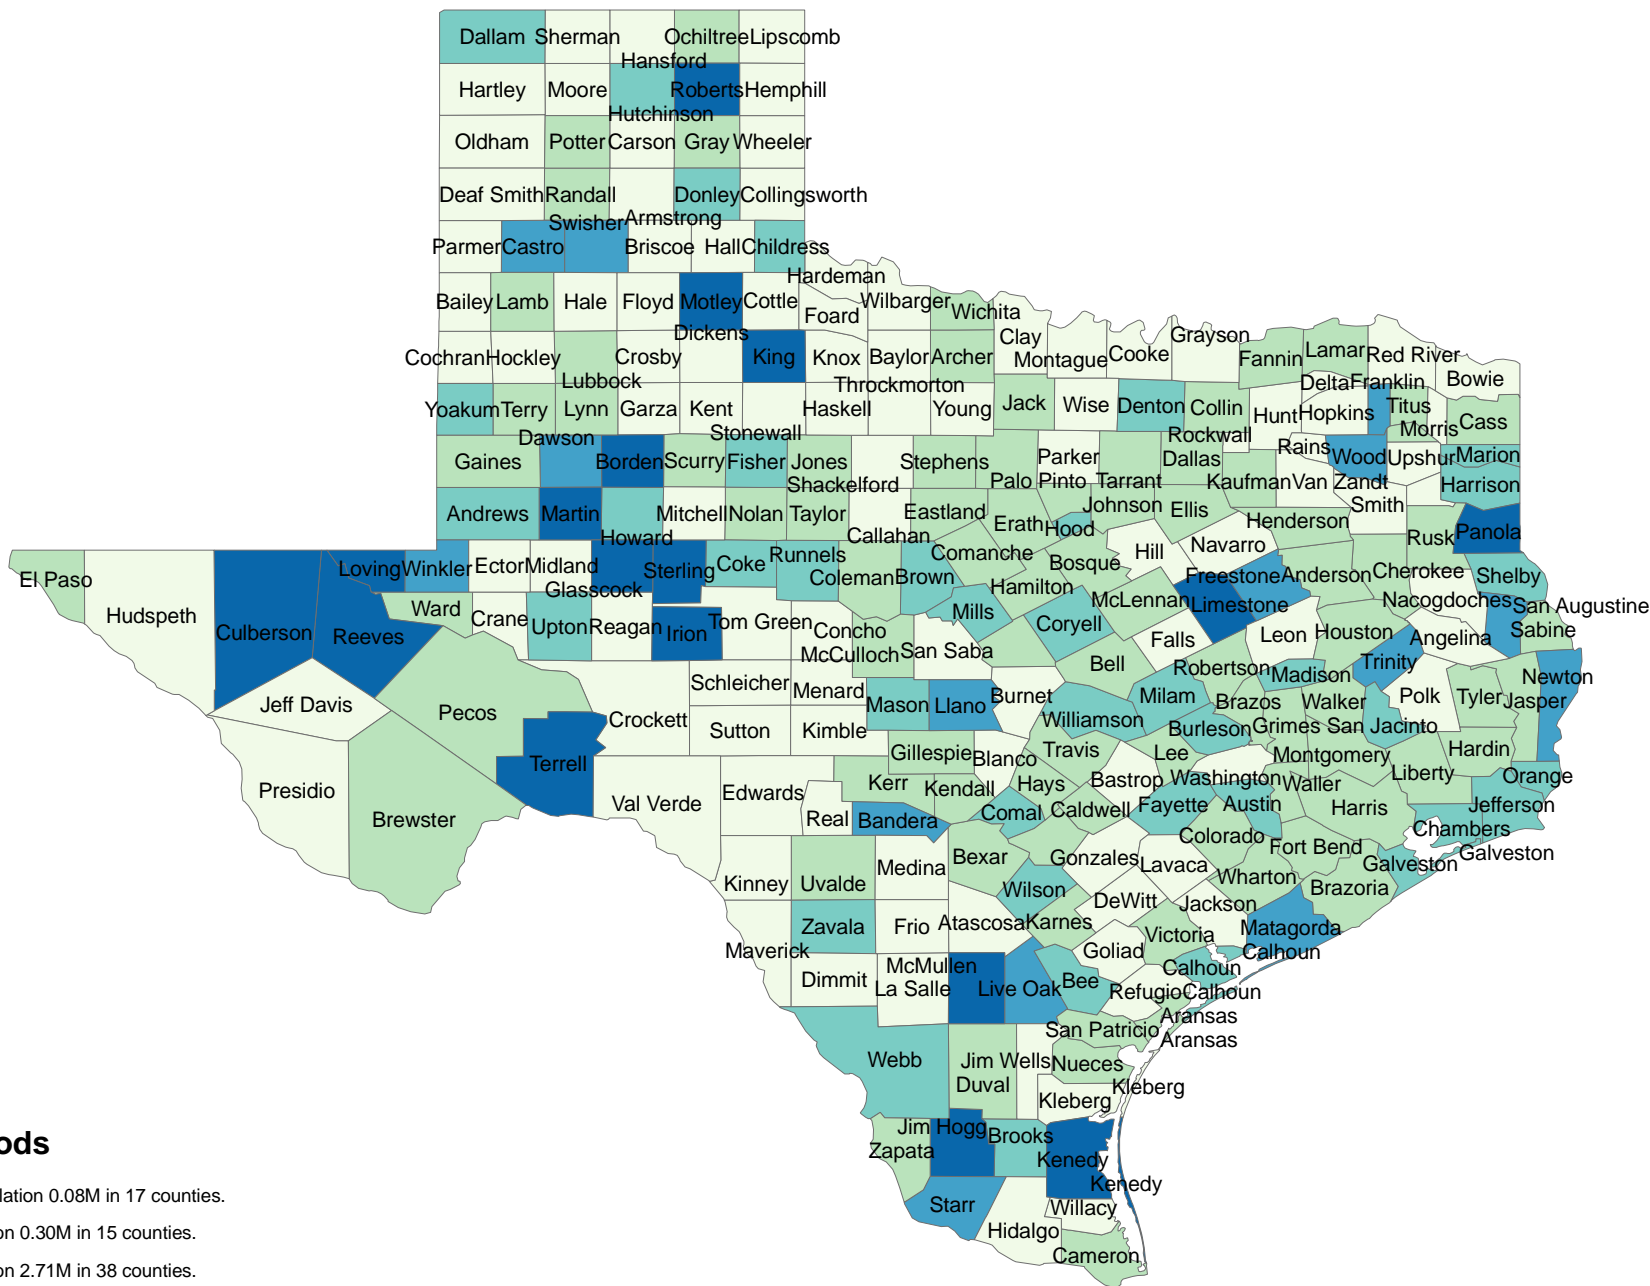 Dallam Sherman Ochiltree Lipscomb
Hansford
Hartley Moore Roberts Hemphill
Hutchinson
Oldham Potter Carson Gray Wheeler
Deaf Smith Randall Donley Collingsworth
Swisher Armstrong
Parmer Castro Briscoe Hall Childress
Hardeman
Bailey Lamb Hale Floyd Motley Cottle Foard Wilbarger Wichita
Dickens Clay Grayson
Cochran Hockley Crosby King Knox Baylor Archer Montague Cooke Fannin Lamar Red River
Lubbock Throckmorton Delta Franklin Bowie
Yoakum Terry Lynn Garza Kent Haskell Young Jack Wise Denton Collin Hunt Hopkins Titus
Dawson Stonewall Rockwall Rains Morris Cass
Gaines Borden Scurry Fisher Jones Stephens Parker Dallas Wood Upshur Marion
Shackelford Palo Pinto Tarrant Kaufman Van Zandt Harrison
Andrews Martin Mitchell Nolan Taylor Eastland Johnson Ellis Smith
Howard Callahan Erath Hood Henderson Rusk Panola
El Paso Loving Winkler Ector Midland Sterling Coke Runnels Comanche Hill Navarro
Glasscock Coleman Brown Bosque Freestone Anderson Cherokee Shelby
Hudspeth Ward Hamilton McLennan Limestone Nacogdoches San Augustine
Culberson Reeves Crane Upton Reagan Irion Tom Green Concho Mills Coryell Falls Leon Houston Angelina Sabine
McCulloch San Saba Bell Robertson Madison Trinity Newton
Jeff Davis Pecos Schleicher Menard Mason Llano Burnet Milam Brazos Walker Polk Tyler Jasper
Crockett Sutton Kimble Williamson Burleson Grimes San Jacinto
Terrell Gillespie Blanco Travis Lee Montgomery Hardin
Presidio Val Verde Edwards Kerr Kendall Hays Bastrop Washington Waller Liberty Orange
Brewster Real Bandera Comal Caldwell Fayette Austin Harris Jefferson
Colorado Chambers
Medina Bexar Gonzales Lavaca Fort Bend Galveston Galveston
Kinney Uvalde Wilson DeWitt Wharton Brazoria
Zavala Frio Atascosa Karnes Jackson Matagorda
Maverick Goliad Victoria Calhoun
Dimmit McMullen Calhoun
La Salle Live Oak Bee Refugio Calhoun
San Patricio Aransas
Aransas
Webb Jim Wells Nueces
Duval Kleberg Kleberg
Jim Hogg Brooks
Zapata Kenedy
Kenedy
Starr Willacy
Hidalgo
Cameron
ods
lation 0.08M in 17 counties.
on 0.30M in 15 counties.
on 2.71M in 38 counties.